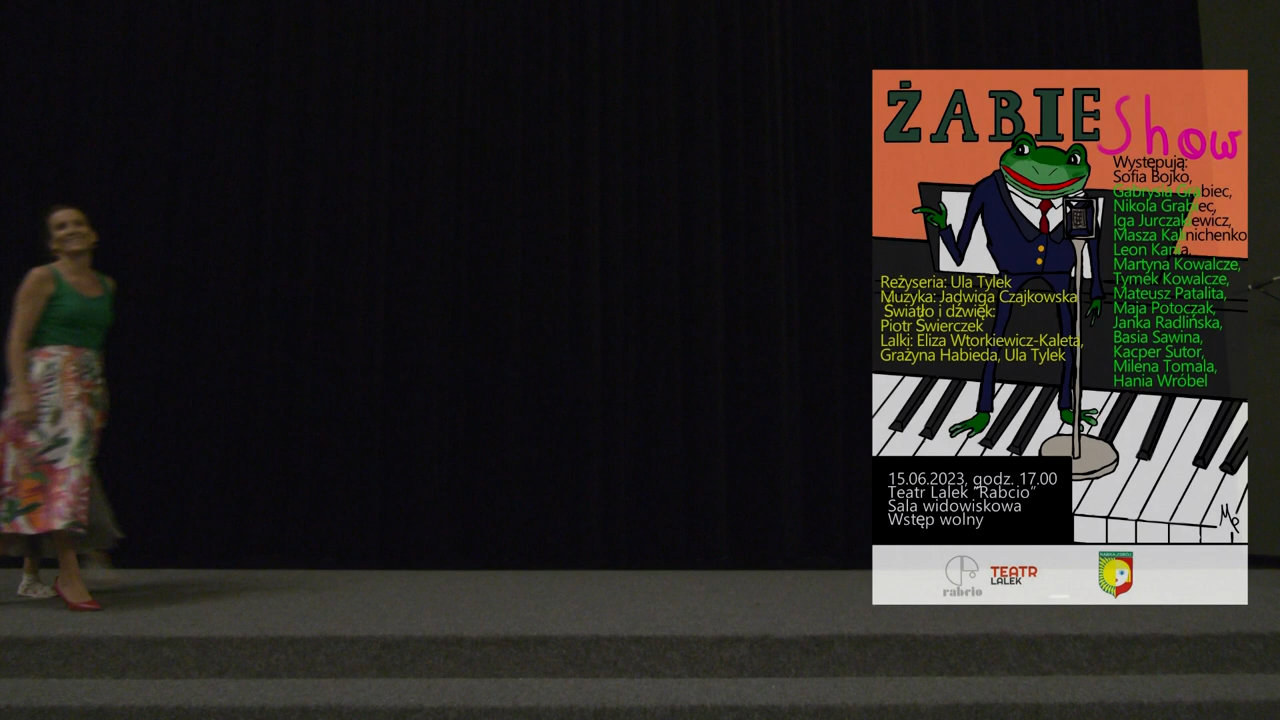 ŻABIE Show
Występują:
Sofia Bojko,
Gabrysia Grabiec,
Nikola Grabiec,
Iga Jurczakiewicz,
Masza Kalinichenko
Leon Kania,
Martyna Kowalcze,
Tymek Kowalcze,
Mateusz Patalita,
Maja Potoczak,
Janka Radlińska,
Basia Sawina,
Kacper Sutor,
Milena Tomala,
Hania Wróbel
Reżyseria: Ula Tylek
Muzyka: Jadwiga Czajkowska
Światło i dźwięk:
Piotr Świerczek
Lalki: Eliza Wtorkiewicz-Kaleta,
Grażyna Habieda, Ula Tylek
15.06.2023, godz. 17.00
Teatr Lalek "Rabcio"
Sala widowiskowa
Wstęp wolny
MP
rabcio
TEATR
LALEK